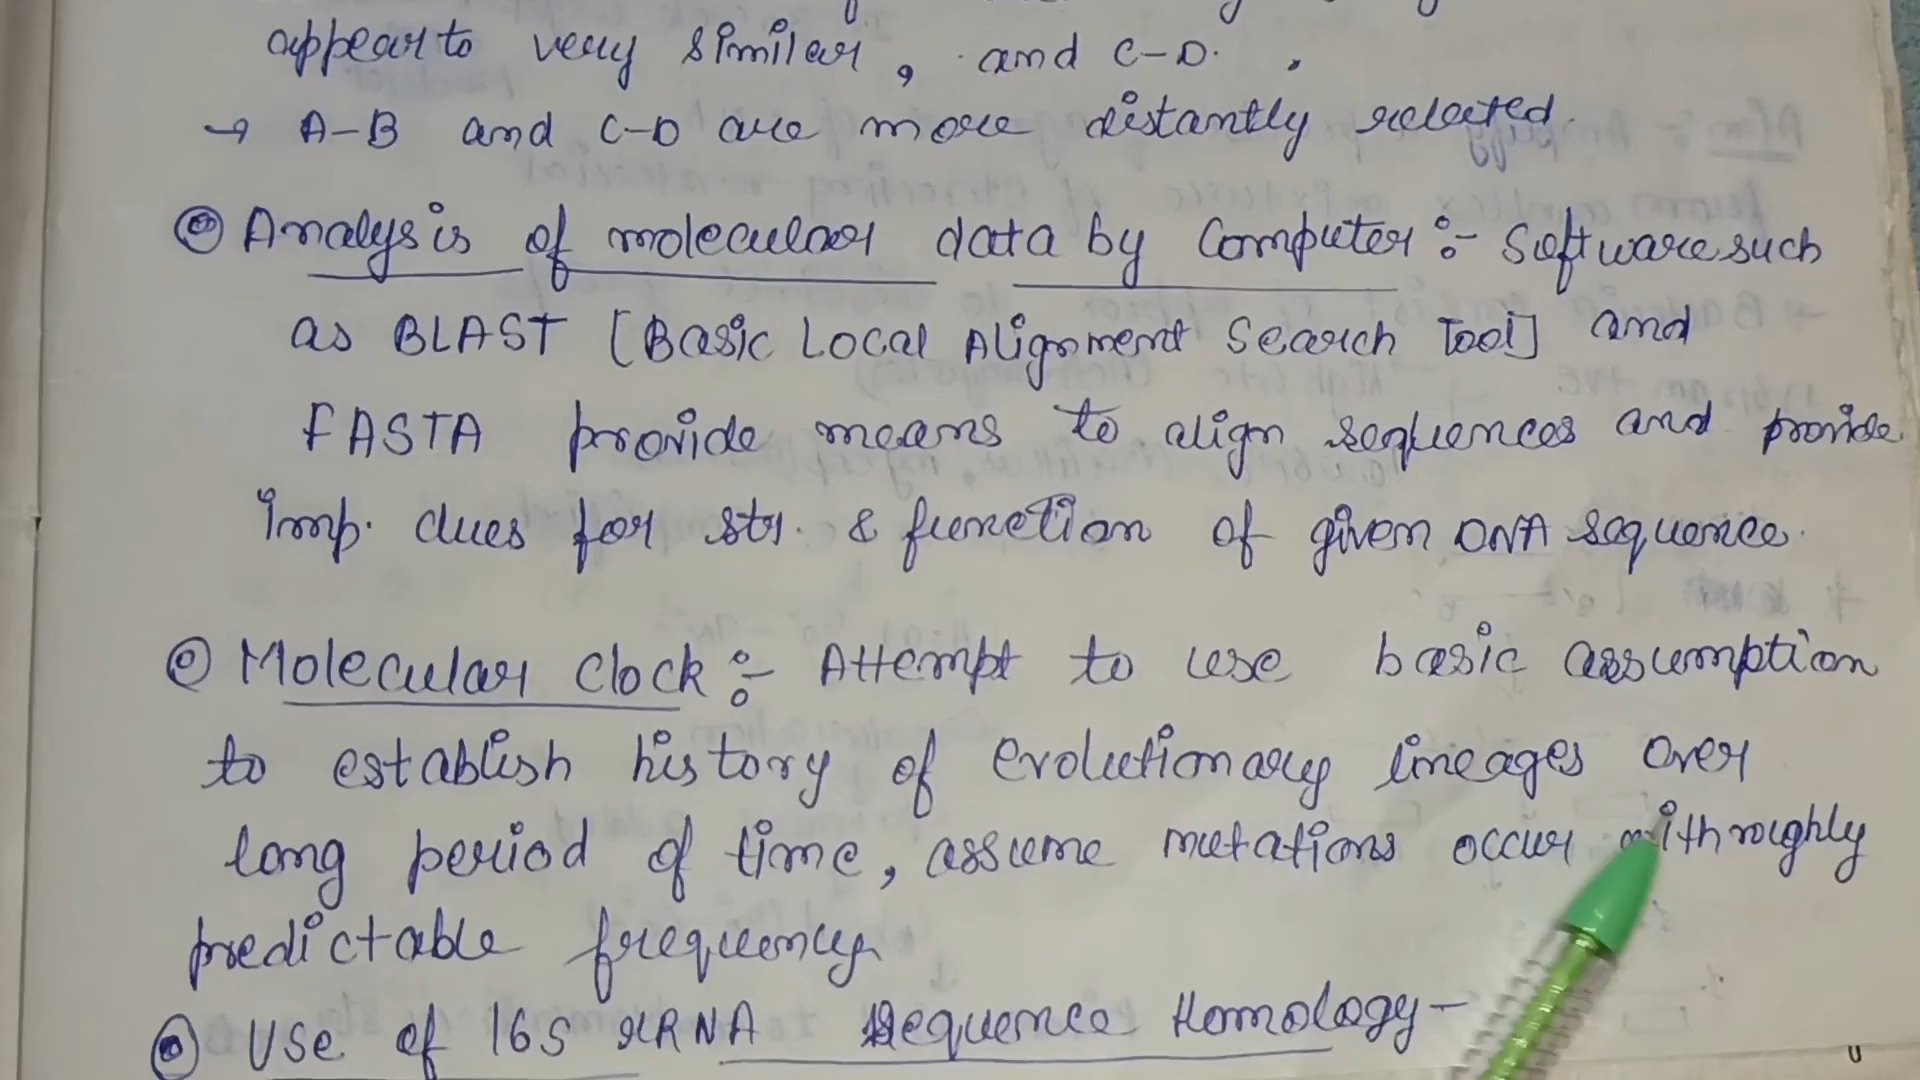 appear to very similar, and C-D.
→ A-B and C-D are more distantly related.
Analysis of molecular data by Computer :- Software such
as BLAST [Basic Local Alignment Search Tool] and
FASTA provide means to align sequences and provide
imp. clues for str. & function of given DNA sequence.
Molecular Clock :- Attempt to use basic assumption
to establish history of evolutionary lineages over
long period of time, assume mutations occur with roughly
predictable frequency.
Use of 16S rRNA Sequence Homology-